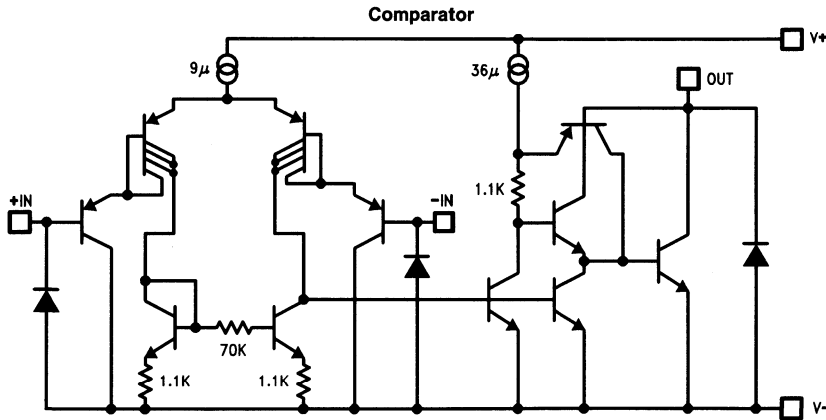 Comparator
V+
9μ
36μ
OUT
1.1K
+IN
-IN
70K
1.1K
1.1K
V-